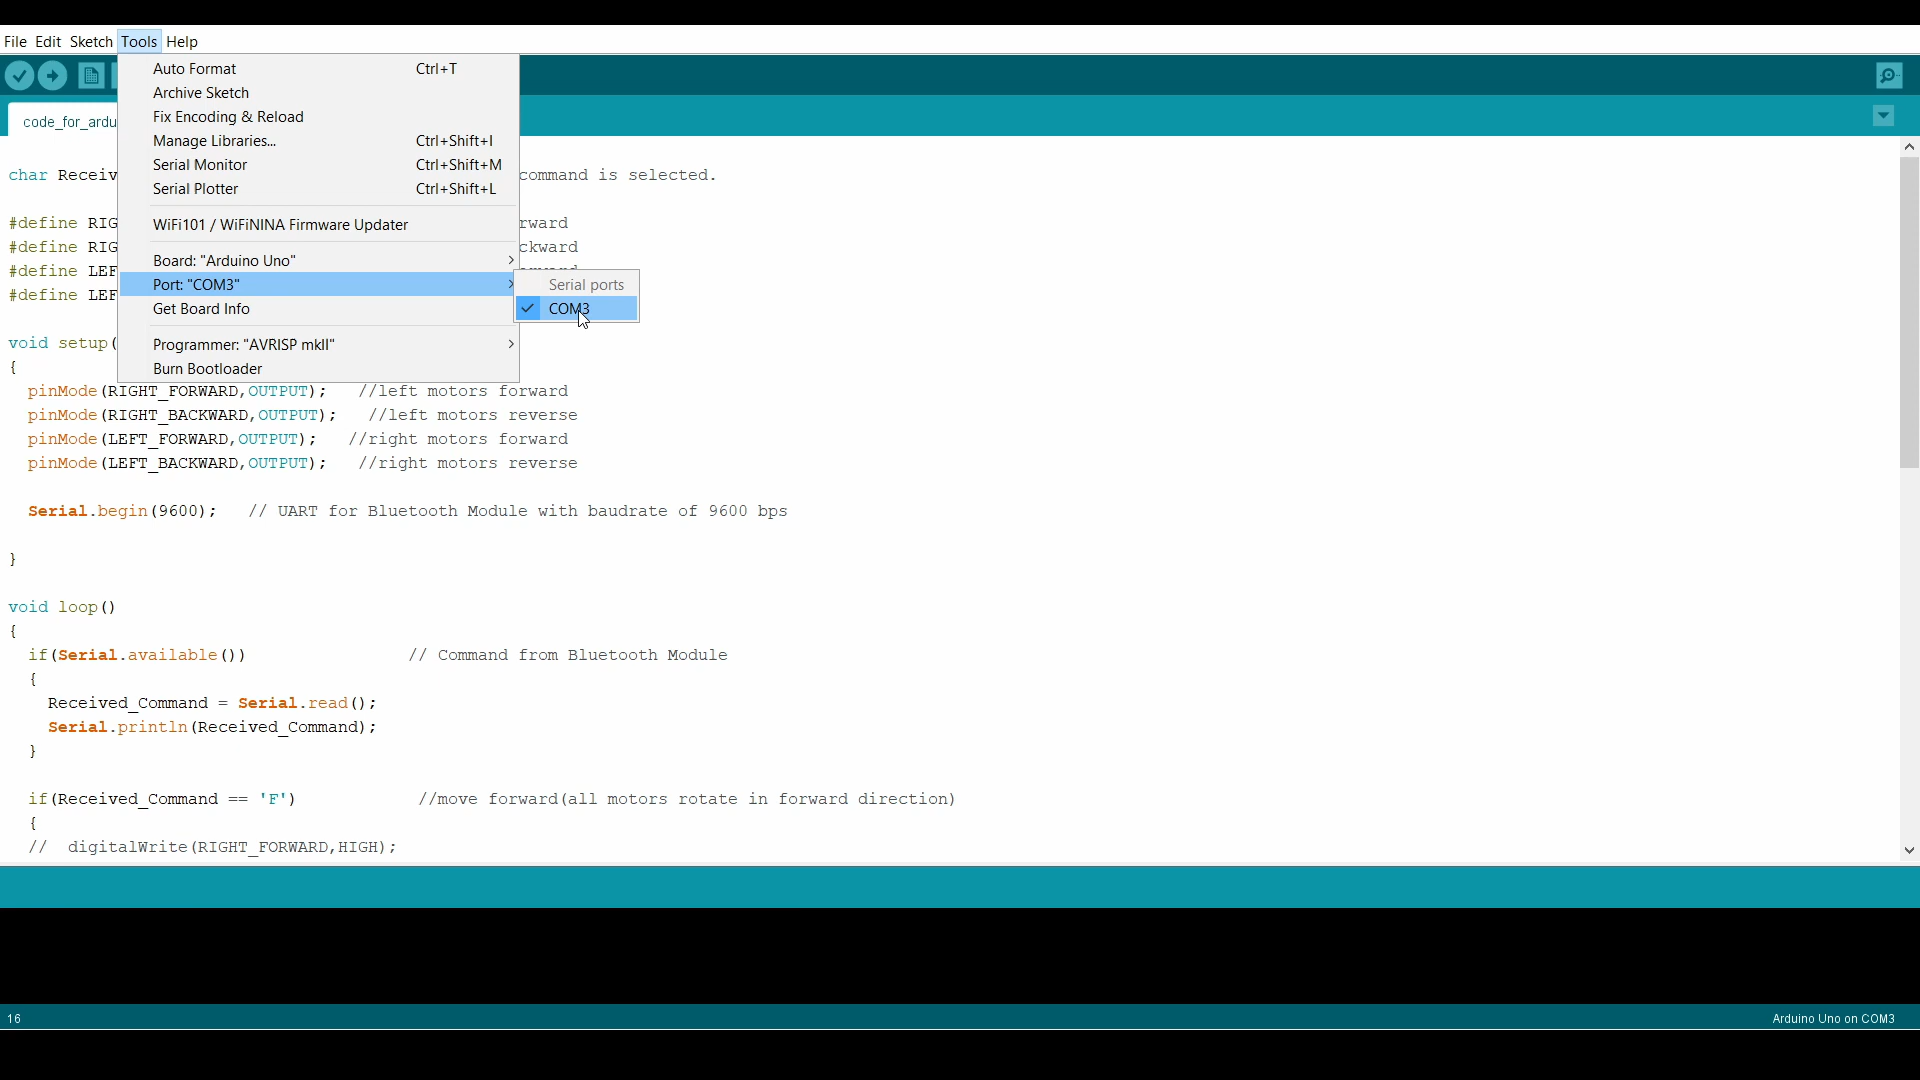 File Edit Sketch Tools Help
Auto Format Ctrl+T
Archive Sketch
Fix Encoding & Reload
Manage Libraries... Ctrl+Shift+I
Serial Monitor Ctrl+Shift+M
Serial Plotter Ctrl+Shift+L
WiFi101 / WiFiNINA Firmware Updater
Board: "Arduino Uno"
Port: "COM3"
Get Board Info
Programmer: "AVRISP mkII"
Burn Bootloader
Serial ports
COM3
code_for_ardu
char Receiv command is selected.
#define RIG rward
#define RIG ckward
#define LEF
#define LEF
void setup(
{
pinMode(RIGHT_FORWARD,OUTPUT); //left motors forward
pinMode(RIGHT_BACKWARD,OUTPUT); //left motors reverse
pinMode(LEFT_FORWARD,OUTPUT); //right motors forward
pinMode(LEFT_BACKWARD,OUTPUT); //right motors reverse
Serial.begin(9600); // UART for Bluetooth Module with baudrate of 9600 bps
}
void loop()
{
if(Serial.available()) // Command from Bluetooth Module
{
Received_Command = Serial.read();
Serial.println(Received_Command);
}
if(Received_Command == 'F') //move forward(all motors rotate in forward direction)
{
// digitalWrite(RIGHT_FORWARD,HIGH);
16
Arduino Uno on COM3